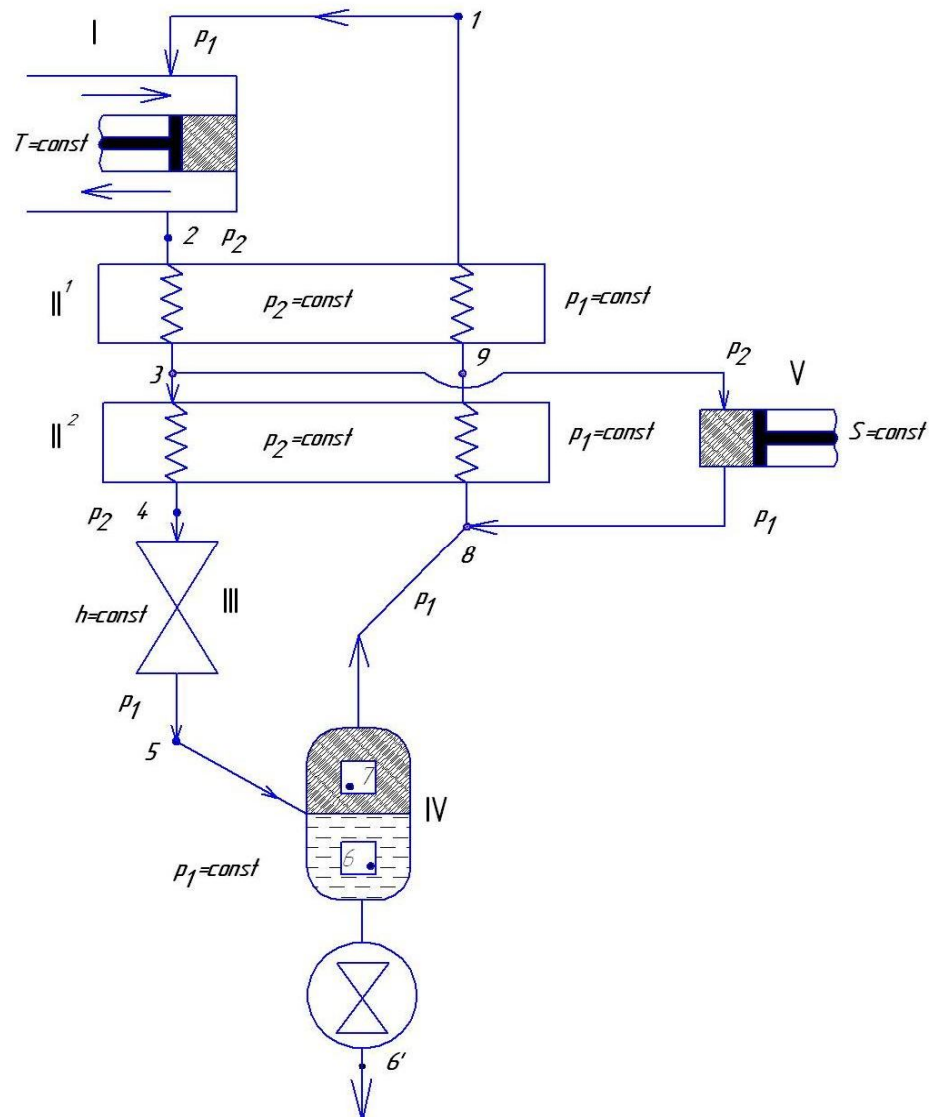 1
I
p1
T=const
2
p2
II1
p2=const
p1=const
3
9
p2
V
II2
p2=const
p1=const
S=const
p2
4
p1
8
h=const
III
p1
p1
5
7
IV
6
p1=const
6'